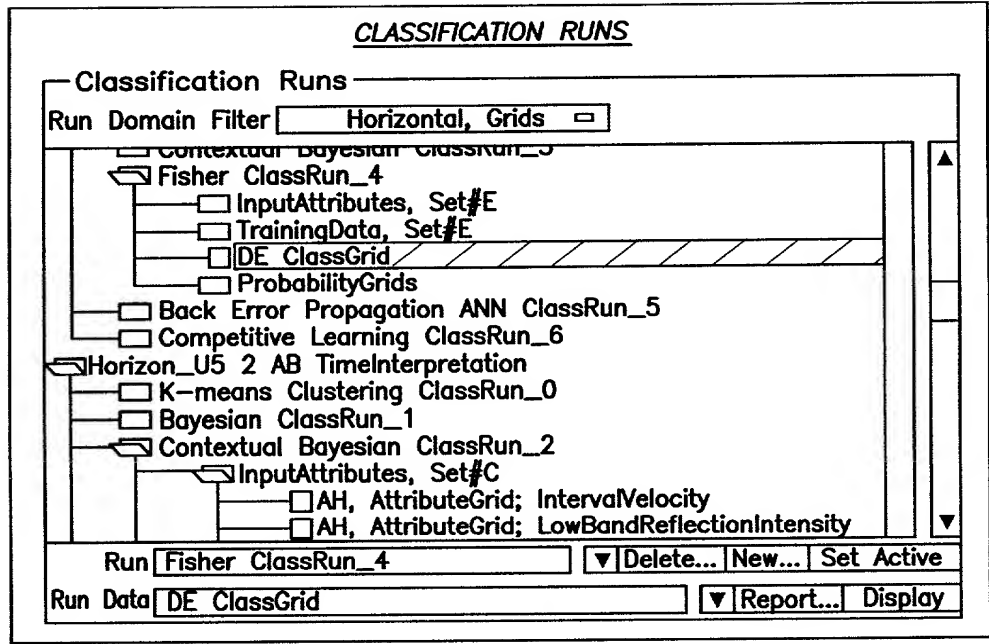 CLASSIFICATION RUNS
Classification Runs
Run Domain Filter Horizontal, Grids
Contextual Bayesian ClassRun_3
Fisher ClassRun_4
InputAttributes, Set#E
TrainingData, Set#E
DE ClassGrid
ProbabilityGrids
Back Error Propagation ANN ClassRun_5
Competitive Learning ClassRun_6
Horizon_U5 2 AB TimeInterpretation
K-means Clustering ClassRun_0
Bayesian ClassRun_1
Contextual Bayesian ClassRun_2
InputAttributes, Set#C
AH, AttributeGrid; IntervalVelocity
AH, AttributeGrid; LowBandReflectionIntensity
Run Fisher ClassRun_4 ▼ Delete... New... Set Active
Run Data DE ClassGrid ▼ Report... Display